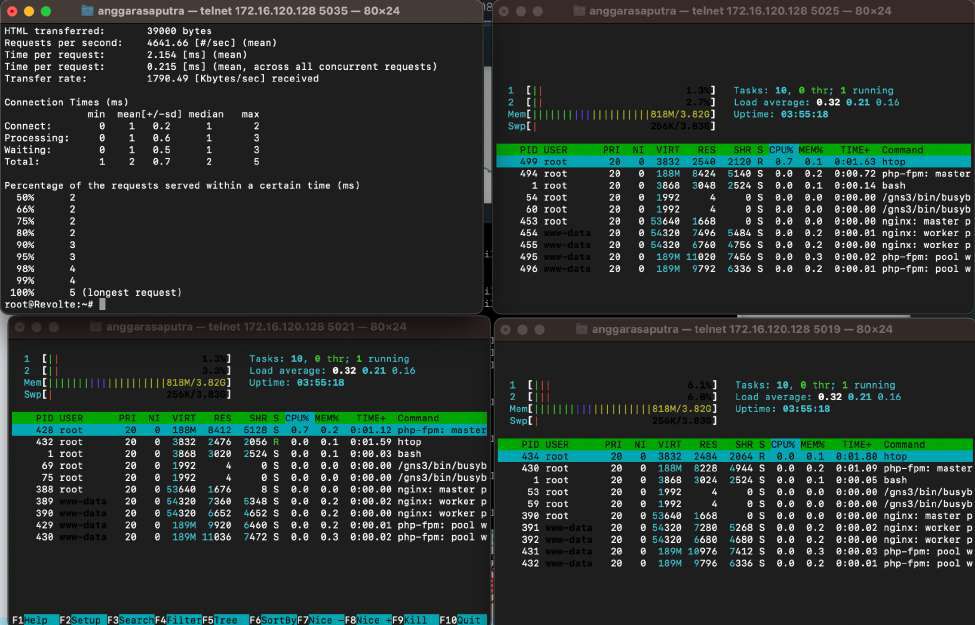 anggarasaputra — telnet 172.16.120.128 5035 — 80×24
HTML transferred: 39000 bytes
Requests per second: 4641.66 [#/sec] (mean)
Time per request: 2.154 [ms] (mean)
Time per request: 0.215 [ms] (mean, across all concurrent requests)
Transfer rate: 1790.49 [Kbytes/sec] received
Connection Times (ms)
min mean[+/-sd] median max
Connect: 0 1 0.2 1 2
Processing: 0 1 0.6 1 3
Waiting: 0 1 0.5 1 3
Total: 1 2 0.7 2 5
Percentage of the requests served within a certain time (ms)
50% 2
66% 2
75% 2
80% 2
90% 3
95% 3
98% 4
99% 4
100% 5 (longest request)
root@Revolte:~#
anggarasaputra — telnet 172.16.120.128 5025 — 80×24
1 [|| 1.3%] Tasks: 10, 0 thr; 1 running
2 [|| 2.7%] Load average: 0.32 0.21 0.16
Mem[||||||||||||||||||||818M/3.82G] Uptime: 03:55:18
Swp[| 256K/3.83G]
PID USER PRI NI VIRT RES SHR S CPU% MEM% TIME+ Command
499 root 20 0 3832 2540 2120 R 0.7 0.1 0:01.63 htop
494 root 20 0 188M 8424 5140 S 0.0 0.2 0:00.72 php-fpm: master
1 root 20 0 3868 3048 2524 S 0.0 0.1 0:00.14 bash
54 root 20 0 1992 4 0 S 0.0 0.0 0:00.00 /gns3/bin/busyb
60 root 20 0 1992 4 0 S 0.0 0.0 0:00.00 /gns3/bin/busyb
453 root 20 0 53640 1668 0 S 0.0 0.0 0:00.00 nginx: master p
454 www-data 20 0 54320 7496 5484 S 0.0 0.2 0:00.01 nginx: worker p
455 www-data 20 0 54320 6760 4756 S 0.0 0.2 0:00.00 nginx: worker p
495 www-data 20 0 189M 11020 7456 S 0.0 0.3 0:00.02 php-fpm: pool w
496 www-data 20 0 189M 9792 6336 S 0.0 0.2 0:00.01 php-fpm: pool w
anggarasaputra — telnet 172.16.120.128 5021 — 80×24
1 [|| 1.3%] Tasks: 10, 0 thr; 1 running
2 [|| 3.3%] Load average: 0.32 0.21 0.16
Mem[||||||||||||||||||||818M/3.82G] Uptime: 03:55:18
Swp[| 256K/3.83G]
PID USER PRI NI VIRT RES SHR S CPU% MEM% TIME+ Command
428 root 20 0 188M 8412 5128 S 0.7 0.2 0:01.12 php-fpm: master
432 root 20 0 3832 2476 2056 R 0.0 0.1 0:01.59 htop
1 root 20 0 3868 3020 2524 S 0.0 0.1 0:00.03 bash
69 root 20 0 1992 4 0 S 0.0 0.0 0:00.00 /gns3/bin/busyb
75 root 20 0 1992 4 0 S 0.0 0.0 0:00.00 /gns3/bin/busyb
388 root 20 0 53640 1676 8 S 0.0 0.0 0:00.00 nginx: master p
389 www-data 20 0 54320 7360 5348 S 0.0 0.2 0:00.02 nginx: worker p
390 www-data 20 0 54320 6652 4652 S 0.0 0.2 0:00.00 nginx: worker p
429 www-data 20 0 189M 9920 6460 S 0.0 0.2 0:00.01 php-fpm: pool w
430 www-data 20 0 189M 11036 7472 S 0.0 0.3 0:00.02 php-fpm: pool w
F1Help F2Setup F3SearchF4FilterF5Tree F6SortByF7Nice -F8Nice +F9Kill F10Quit
anggarasaputra — telnet 172.16.120.128 5019 — 80×24
1 [||| 6.1%] Tasks: 10, 0 thr; 1 running
2 [||| 6.0%] Load average: 0.32 0.21 0.16
Mem[||||||||||||||||||||818M/3.82G] Uptime: 03:55:18
Swp[| 256K/3.83G]
PID USER PRI NI VIRT RES SHR S CPU% MEM% TIME+ Command
434 root 20 0 3832 2484 2064 R 0.7 0.1 0:01.80 htop
430 root 20 0 188M 8228 4944 S 0.0 0.2 0:01.09 php-fpm: master
1 root 20 0 3868 3024 2524 S 0.0 0.1 0:00.05 bash
53 root 20 0 1992 4 0 S 0.0 0.0 0:00.00 /gns3/bin/busyb
59 root 20 0 1992 4 0 S 0.0 0.0 0:00.00 /gns3/bin/busyb
390 root 20 0 53640 1668 0 S 0.0 0.0 0:00.00 nginx: master p
391 www-data 20 0 54320 7280 5268 S 0.0 0.2 0:00.02 nginx: worker p
392 www-data 20 0 54320 6680 4680 S 0.0 0.2 0:00.00 nginx: worker p
431 www-data 20 0 189M 10976 7412 S 0.0 0.3 0:00.03 php-fpm: pool w
432 www-data 20 0 189M 9796 6336 S 0.0 0.2 0:00.01 php-fpm: pool w